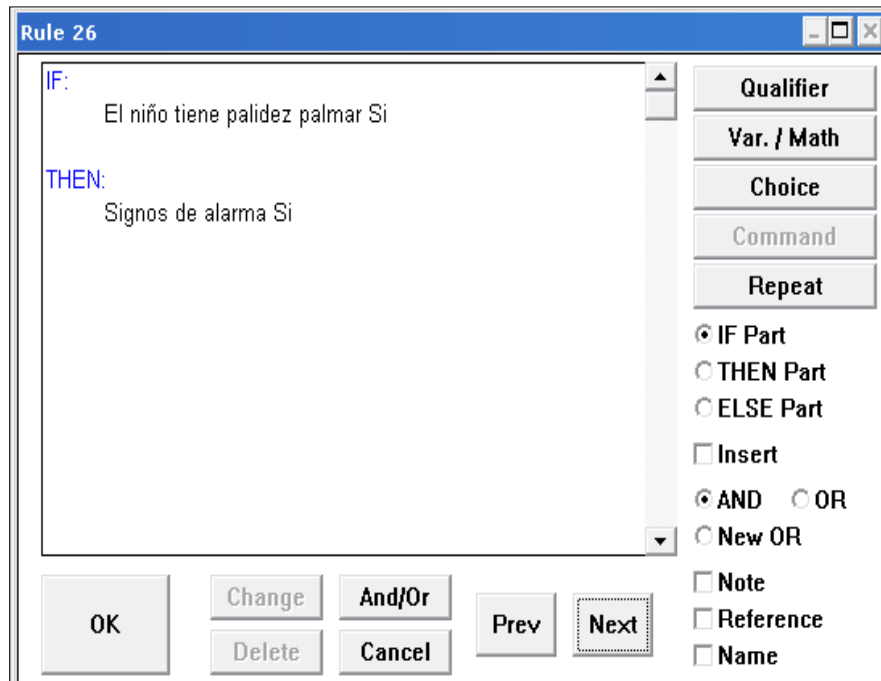 Rule 26
IF:
El niño tiene palidez palmar Si
THEN:
Signos de alarma Si
Qualifier
Var. / Math
Choice
Command
Repeat
IF Part
THEN Part
ELSE Part
Insert
AND OR
New OR
Note
Reference
Name
OK
Change
And/Or
Delete
Cancel
Prev
Next